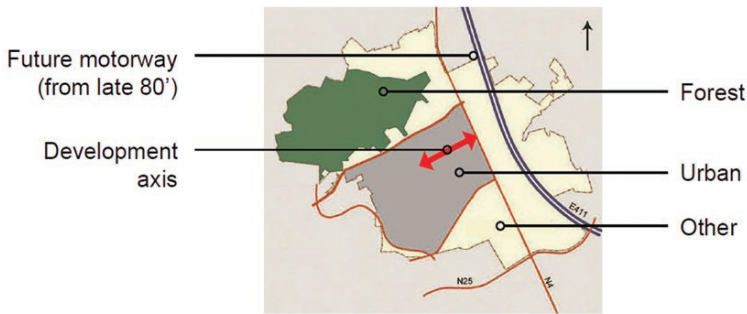 Future motorway
(from late 80')
Forest
Development
axis
Urban
Other
E411
N25
N4